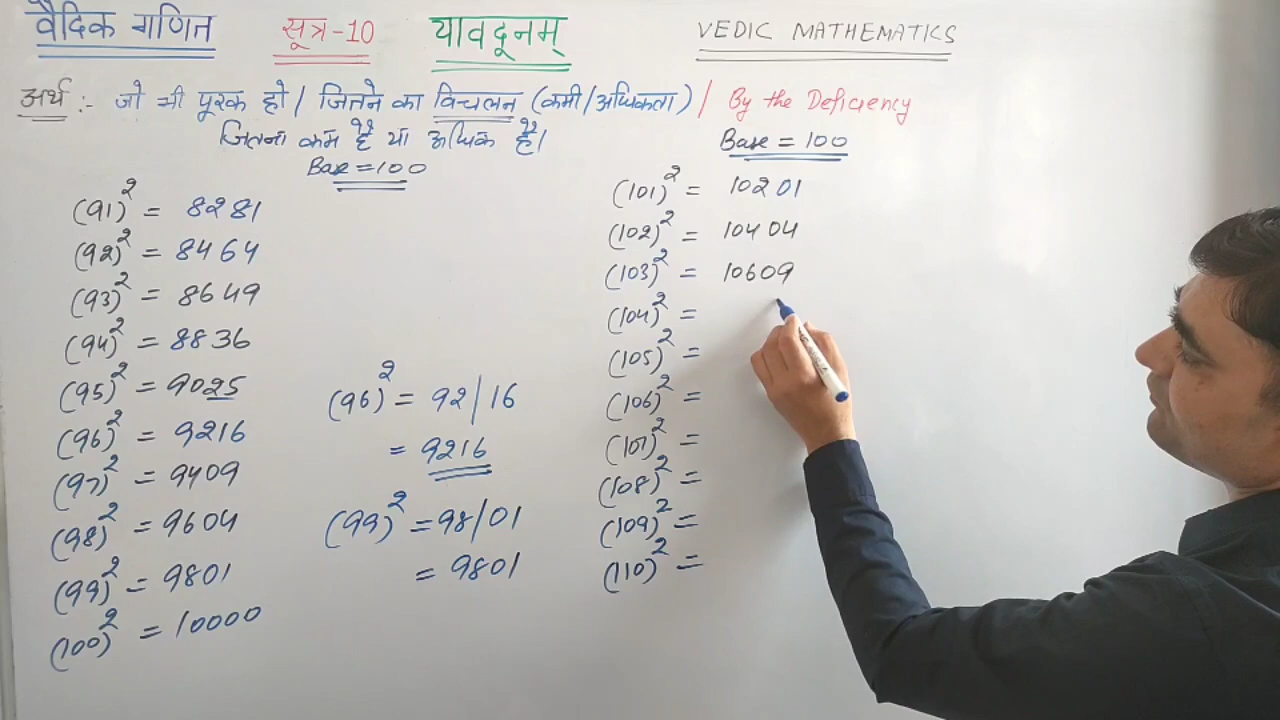 वैदिक गणित सूत्र-10 यावदूनम् VEDIC MATHEMATICS
अर्थ :- जो भी पूरक हो / जितने का विचलन (कमी/अधिकता) / By the Deficiency
जितना कम है या अधिक है।
Base = 100
(91)² = 8281
(92)² = 8464
(93)² = 8649
(94)² = 8836
(95)² = 9025
(96)² = 9216
(97)² = 9409
(98)² = 9604
(99)² = 9801
(100)² = 10000
(96)² = 92/16
= 9216
(99)² = 98/01
= 9801
Base = 100
(101)² = 10201
(102)² = 10404
(103)² = 10609
(104)² =
(105)² =
(106)² =
(107)² =
(108)² =
(109)² =
(110)² =